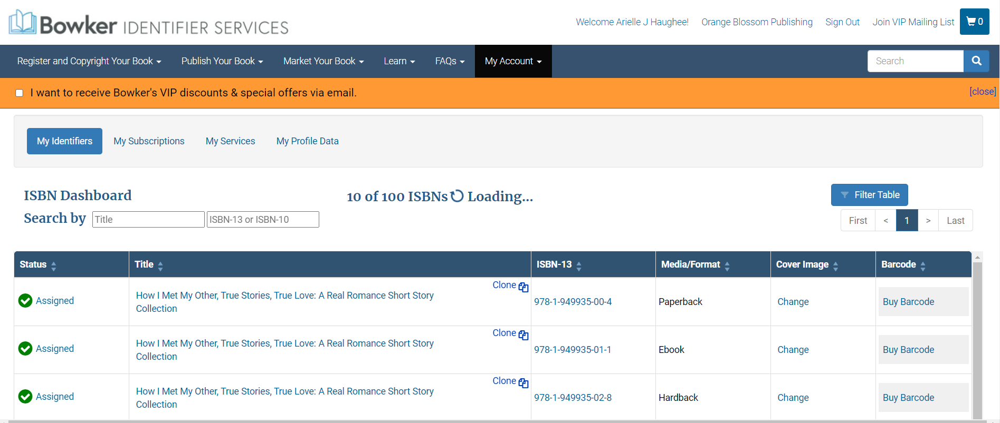 Bowker IDENTIFIER SERVICES
Welcome Arielle J Haughee! Orange Blossom Publishing Sign Out Join VIP Mailing List 0
Register and Copyright Your Book Publish Your Book Market Your Book Learn FAQs My Account Search
I want to receive Bowker's VIP discounts & special offers via email. [close]
My Identifiers My Subscriptions My Services My Profile Data
ISBN Dashboard 10 of 100 ISBNs Loading... Filter Table
Search by Title ISBN-13 or ISBN-10 First < 1 > Last
Status Title ISBN-13 Media/Format Cover Image Barcode
Clone
Assigned How I Met My Other, True Stories, True Love: A Real Romance Short Story
Collection 978-1-949935-00-4 Paperback Change Buy Barcode
Clone
Assigned How I Met My Other, True Stories, True Love: A Real Romance Short Story
Collection 978-1-949935-01-1 Ebook Change Buy Barcode
Clone
Assigned How I Met My Other, True Stories, True Love: A Real Romance Short Story
Collection 978-1-949935-02-8 Hardback Change Buy Barcode